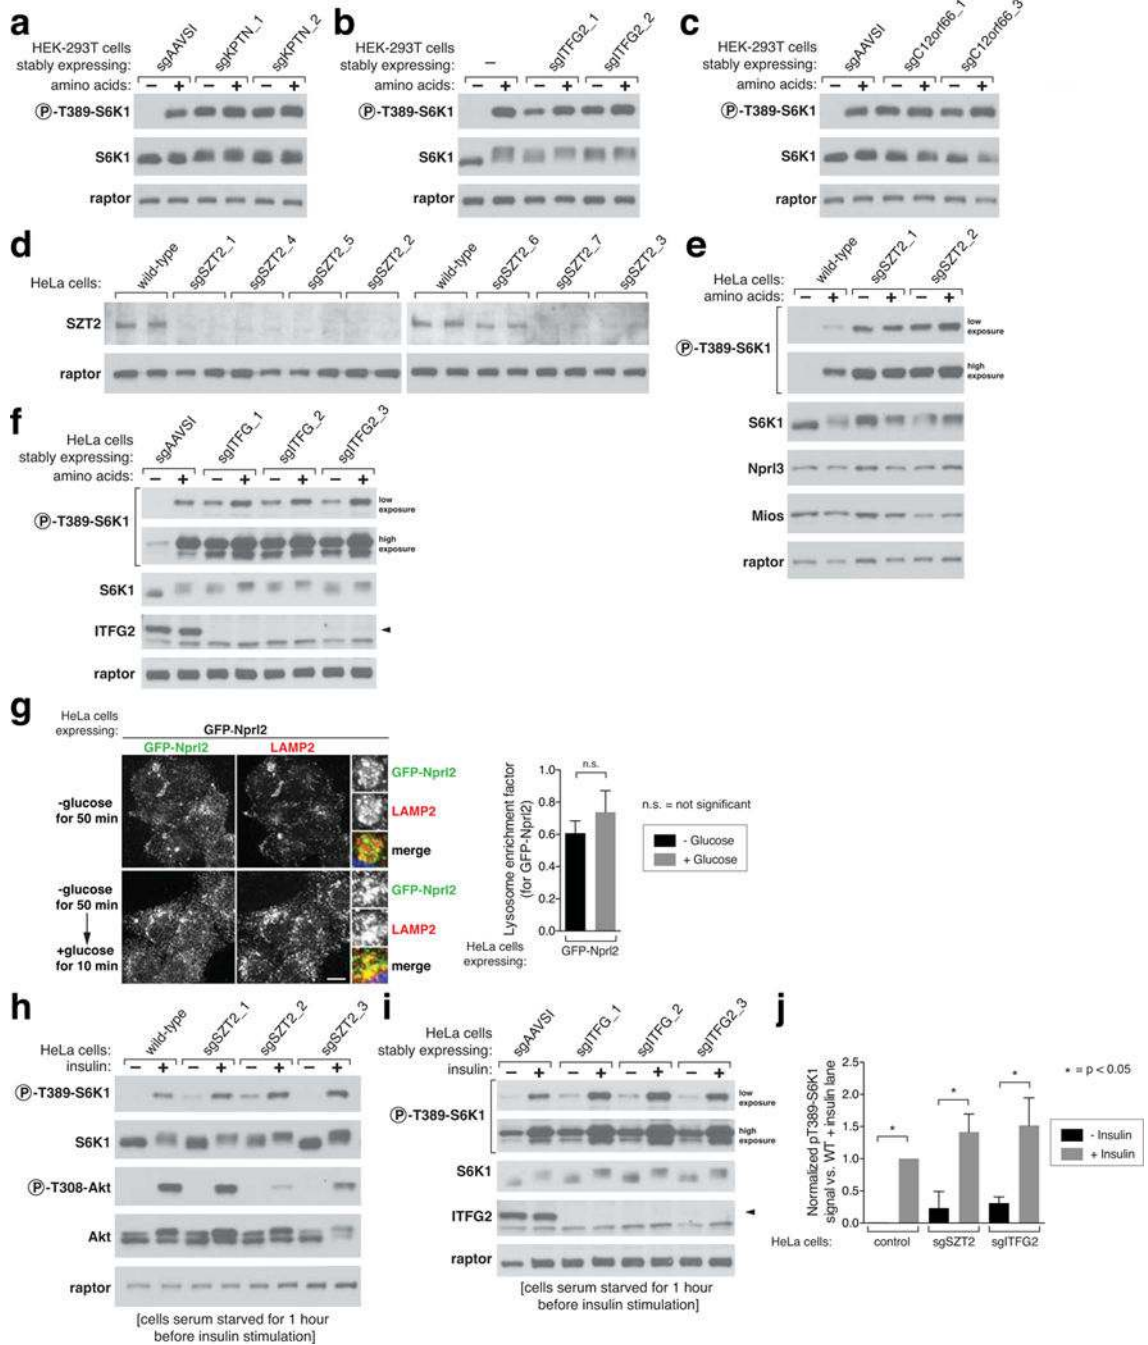 a
HEK-293T cells
stably expressing:
sgAAVSI
sgKPTN_1
sgKPTN_2
amino acids: − + − + − +
Ⓟ-T389-S6K1
S6K1
raptor
b
HEK-293T cells
stably expressing:
–
sgITFG2_1
sgITFG2_2
amino acids: − + − + − +
Ⓟ-T389-S6K1
S6K1
raptor
c
HEK-293T cells
stably expressing:
sgAAVSI
sgC12orf66_1
sgC12orf66_3
amino acids: − + − + − +
Ⓟ-T389-S6K1
S6K1
raptor
d
HeLa cells:
wild-type
sgSZT2_1
sgSZT2_4
sgSZT2_5
sgSZT2_2
wild-type
sgSZT2_6
sgSZT2_7
sgSZT2_3
SZT2
raptor
e
HeLa cells:
wild-type
sgSZT2_1
sgSZT2_2
amino acids: − + − + − +
Ⓟ-T389-S6K1
low
exposure
high
exposure
S6K1
Nprl3
Mios
raptor
f
HeLa cells
stably expressing:
sgAAVSI
sgITFG_1
sgITFG_2
sgITFG2_3
amino acids: − + − + − + − +
Ⓟ-T389-S6K1
low
exposure
high
exposure
S6K1
ITFG2
raptor
g
HeLa cells
expressing:
GFP-Nprl2
GFP-Nprl2
LAMP2
-glucose
for 50 min
GFP-Nprl2
LAMP2
merge
-glucose
for 50 min
+glucose
for 10 min
GFP-Nprl2
LAMP2
merge
Lysosome enrichment factor
(for GFP-Nprl2)
1.0
0.8
0.6
0.4
0.2
0.0
n.s.
n.s. = not significant
- Glucose
+ Glucose
HeLa cells
expressing:
GFP-Nprl2
h
HeLa cells:
wild-type
sgSZT2_1
sgSZT2_2
sgSZT2_3
insulin: − + − + − + − +
Ⓟ-T389-S6K1
S6K1
Ⓟ-T308-Akt
Akt
raptor
[cells serum starved for 1 hour
before insulin stimulation]
i
HeLa cells
stably expressing:
sgAAVSI
sgITFG_1
sgITFG_2
sgITFG2_3
insulin: − + − + − + − +
Ⓟ-T389-S6K1
low
exposure
high
exposure
S6K1
ITFG2
raptor
[cells serum starved for 1 hour
before insulin stimulation]
j
Normalized pT389-S6K1
signal vs. WT + insulin lane
2.5
2.0
1.5
1.0
0.5
0.0
*
*
*
* = p < 0.05
- Insulin
+ Insulin
HeLa cells:
control
sgSZT2
sgITFG2